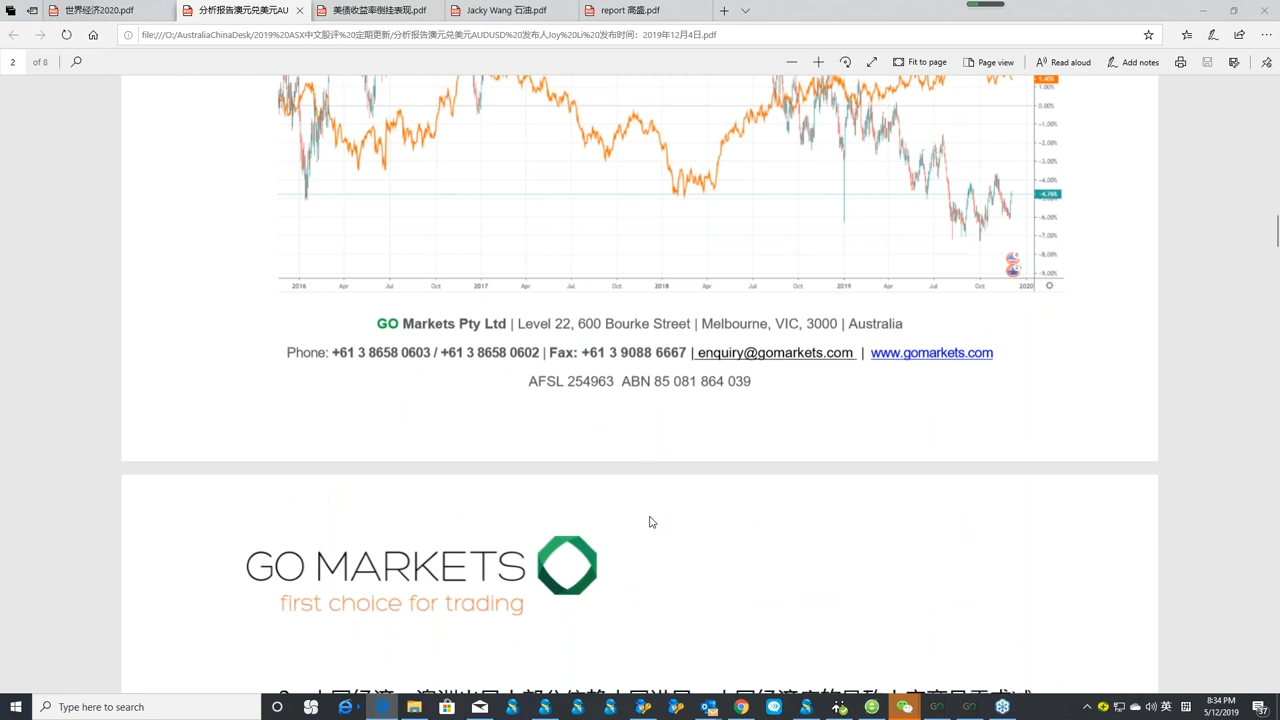 世界经济2020.pdf
分析报告澳元兑美元AU
美债收益率倒挂表现.pdf
Jacky Wang 石油.pdf
report 高盛.pdf
file:///O:/AustraliaChinaDesk/2019%20ASX中文股评%20定期更新/分析报告澳元兑美元AUDUSD%20发布人Joy%20Li%20发布时间：2019年12月4日.pdf
2 of 8
Fit to page
Page view
Read aloud
Add notes
1.40%
1.00%
0.00%
-1.00%
-2.00%
-3.00%
-4.00%
-4.76%
-5.00%
-6.00%
-7.00%
-8.00%
-9.00%
2016 Apr Jul Oct 2017 Apr Jul Oct 2018 Apr Jul Oct 2019 Apr Jul Oct 2020
GO Markets Pty Ltd | Level 22, 600 Bourke Street | Melbourne, VIC, 3000 | Australia
Phone: +61 3 8658 0603 / +61 3 8658 0602 | Fax: +61 3 9088 6667 | enquiry@gomarkets.com | www.gomarkets.com
AFSL 254963 ABN 85 081 864 039
GO MARKETS
first choice for trading
Type here to search
英
8:34 PM
5/12/2019